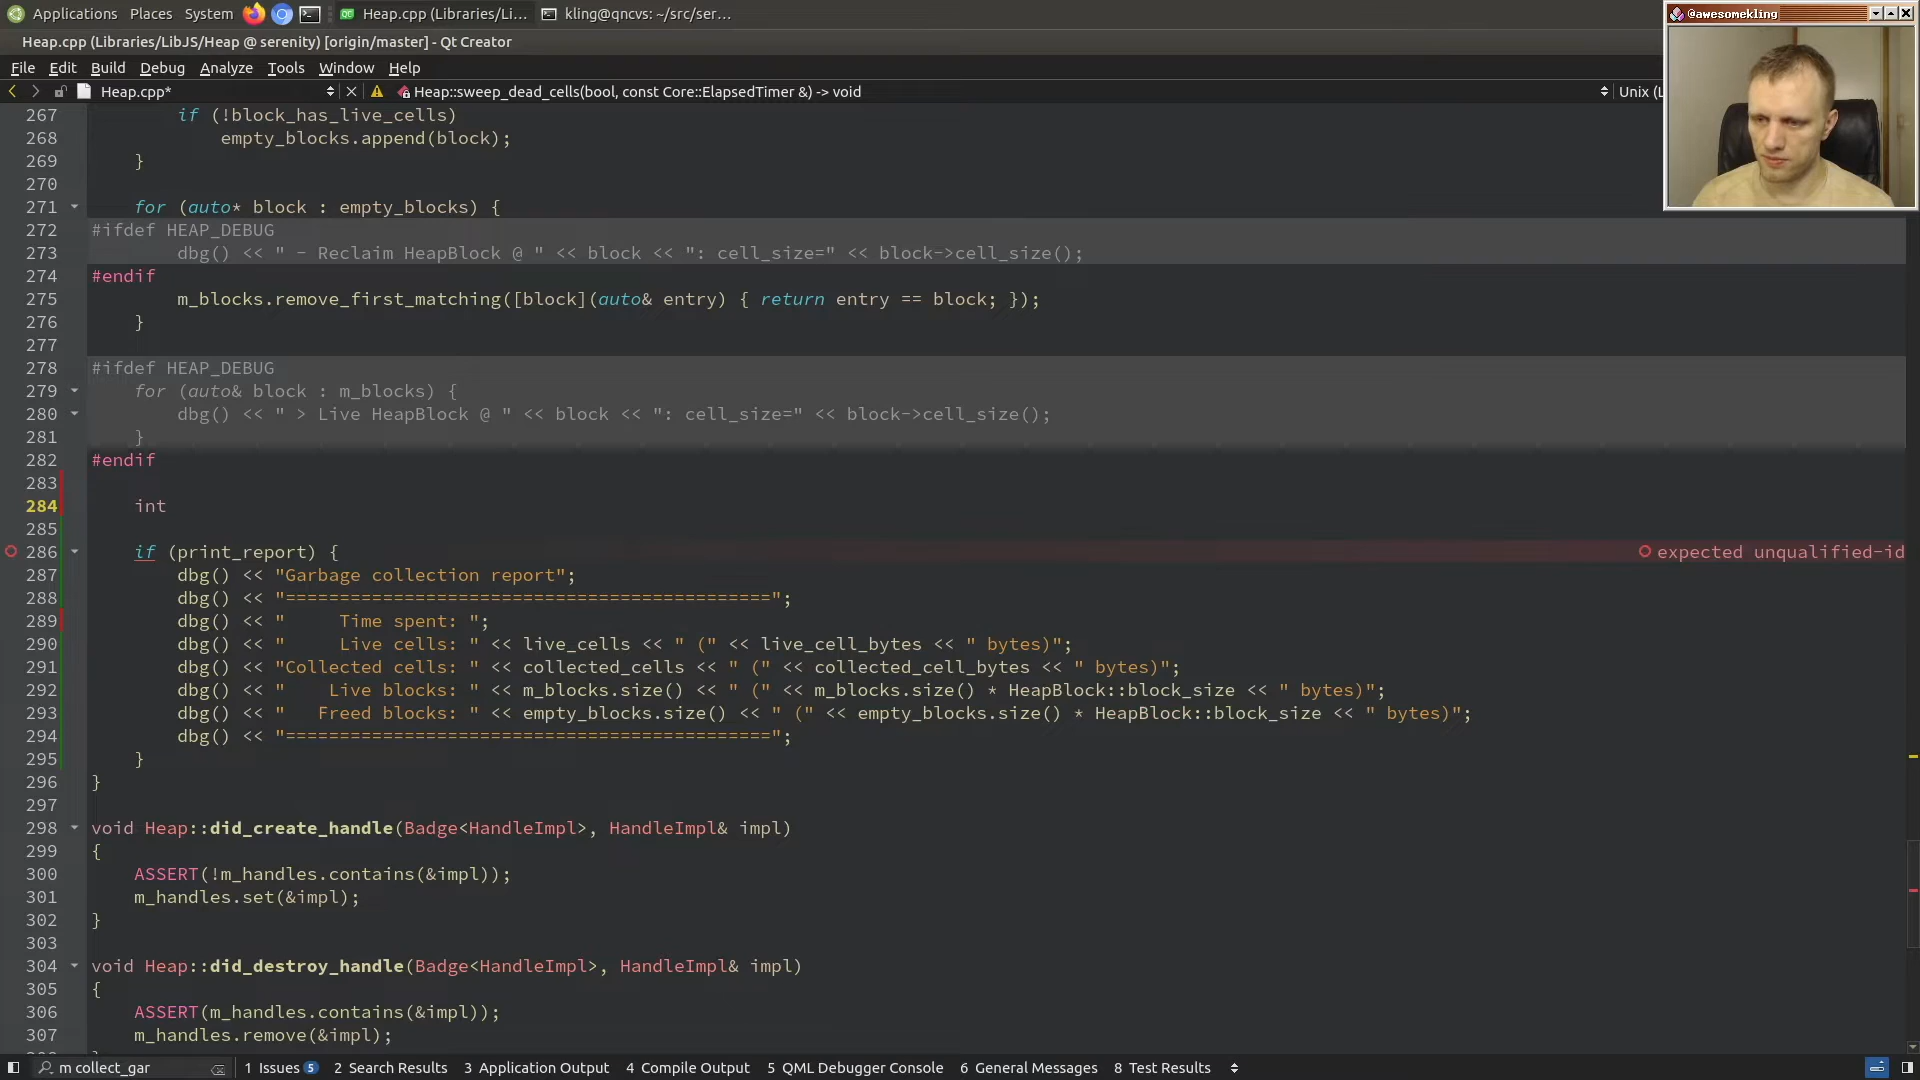 Applications Places System Heap.cpp (Libraries/Li... kling@qncvs: ~/src/ser...
@awesomekling
Heap.cpp (Libraries/LibJS/Heap @ serenity) [origin/master] - Qt Creator
File Edit Build Debug Analyze Tools Window Help
Heap.cpp* Heap::sweep_dead_cells(bool, const Core::ElapsedTimer &) -> void Unix (L
267 if (!block_has_live_cells)
268 empty_blocks.append(block);
269 }
270
271 for (auto* block : empty_blocks) {
272 #ifdef HEAP_DEBUG
273 dbg() << " - Reclaim HeapBlock @ " << block << ": cell_size=" << block->cell_size();
274 #endif
275 m_blocks.remove_first_matching([block](auto& entry) { return entry == block; });
276 }
277
278 #ifdef HEAP_DEBUG
279 for (auto& block : m_blocks) {
280 dbg() << " > Live HeapBlock @ " << block << ": cell_size=" << block->cell_size();
281 }
282 #endif
283
284 int
285
286 if (print_report) { expected unqualified-id
287 dbg() << "Garbage collection report";
288 dbg() << "=============================================";
289 dbg() << "     Time spent: ";
290 dbg() << "     Live cells: " << live_cells << " (" << live_cell_bytes << " bytes)";
291 dbg() << "Collected cells: " << collected_cells << " (" << collected_cell_bytes << " bytes)";
292 dbg() << "    Live blocks: " << m_blocks.size() << " (" << m_blocks.size() * HeapBlock::block_size << " bytes)";
293 dbg() << "   Freed blocks: " << empty_blocks.size() << " (" << empty_blocks.size() * HeapBlock::block_size << " bytes)";
294 dbg() << "=============================================";
295 }
296 }
297
298 void Heap::did_create_handle(Badge<HandleImpl>, HandleImpl& impl)
299 {
300 ASSERT(!m_handles.contains(&impl));
301 m_handles.set(&impl);
302 }
303
304 void Heap::did_destroy_handle(Badge<HandleImpl>, HandleImpl& impl)
305 {
306 ASSERT(m_handles.contains(&impl));
307 m_handles.remove(&impl);
m collect_gar 1 Issues 5 2 Search Results 3 Application Output 4 Compile Output 5 QML Debugger Console 6 General Messages 8 Test Results